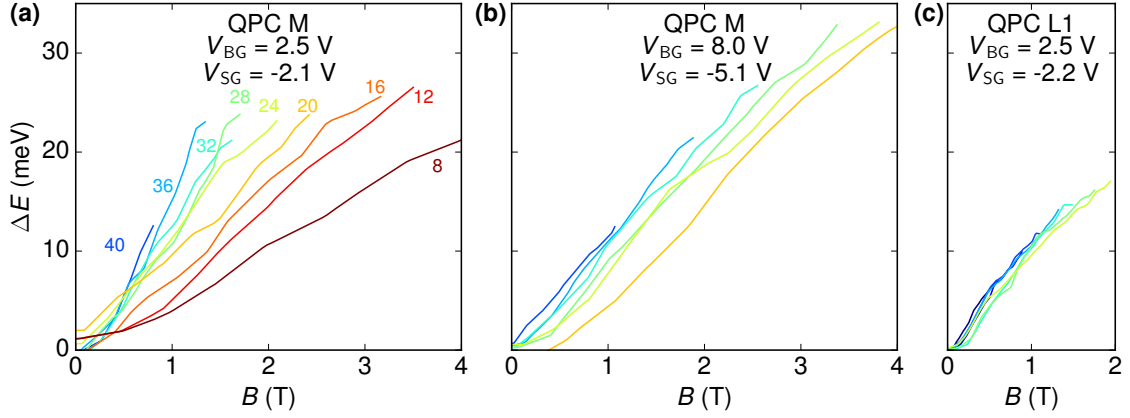 (a)
QPC M
V_BG = 2.5 V
V_SG = -2.1 V
ΔE (meV)
30
20
10
0
0 1 2 3 4
B (T)
40
36
32
28
24
20
16
12
8
(b)
QPC M
V_BG = 8.0 V
V_SG = -5.1 V
0 1 2 3 4
B (T)
(c)
QPC L1
V_BG = 2.5 V
V_SG = -2.2 V
0 1 2
B (T)